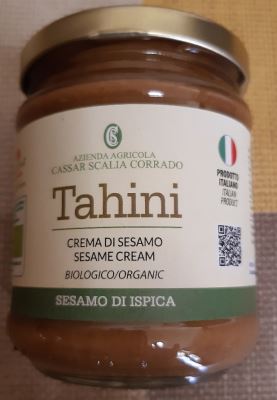 AZIENDA AGRICOLA
CASSAR SCALIA CORRADO
Tahini
CREMA DI SESAMO
SESAME CREAM
BIOLOGICO/ORGANIC
SESAMO DI ISPICA
PRODOTTO
ITALIANO
ITALIAN
PRODUCT